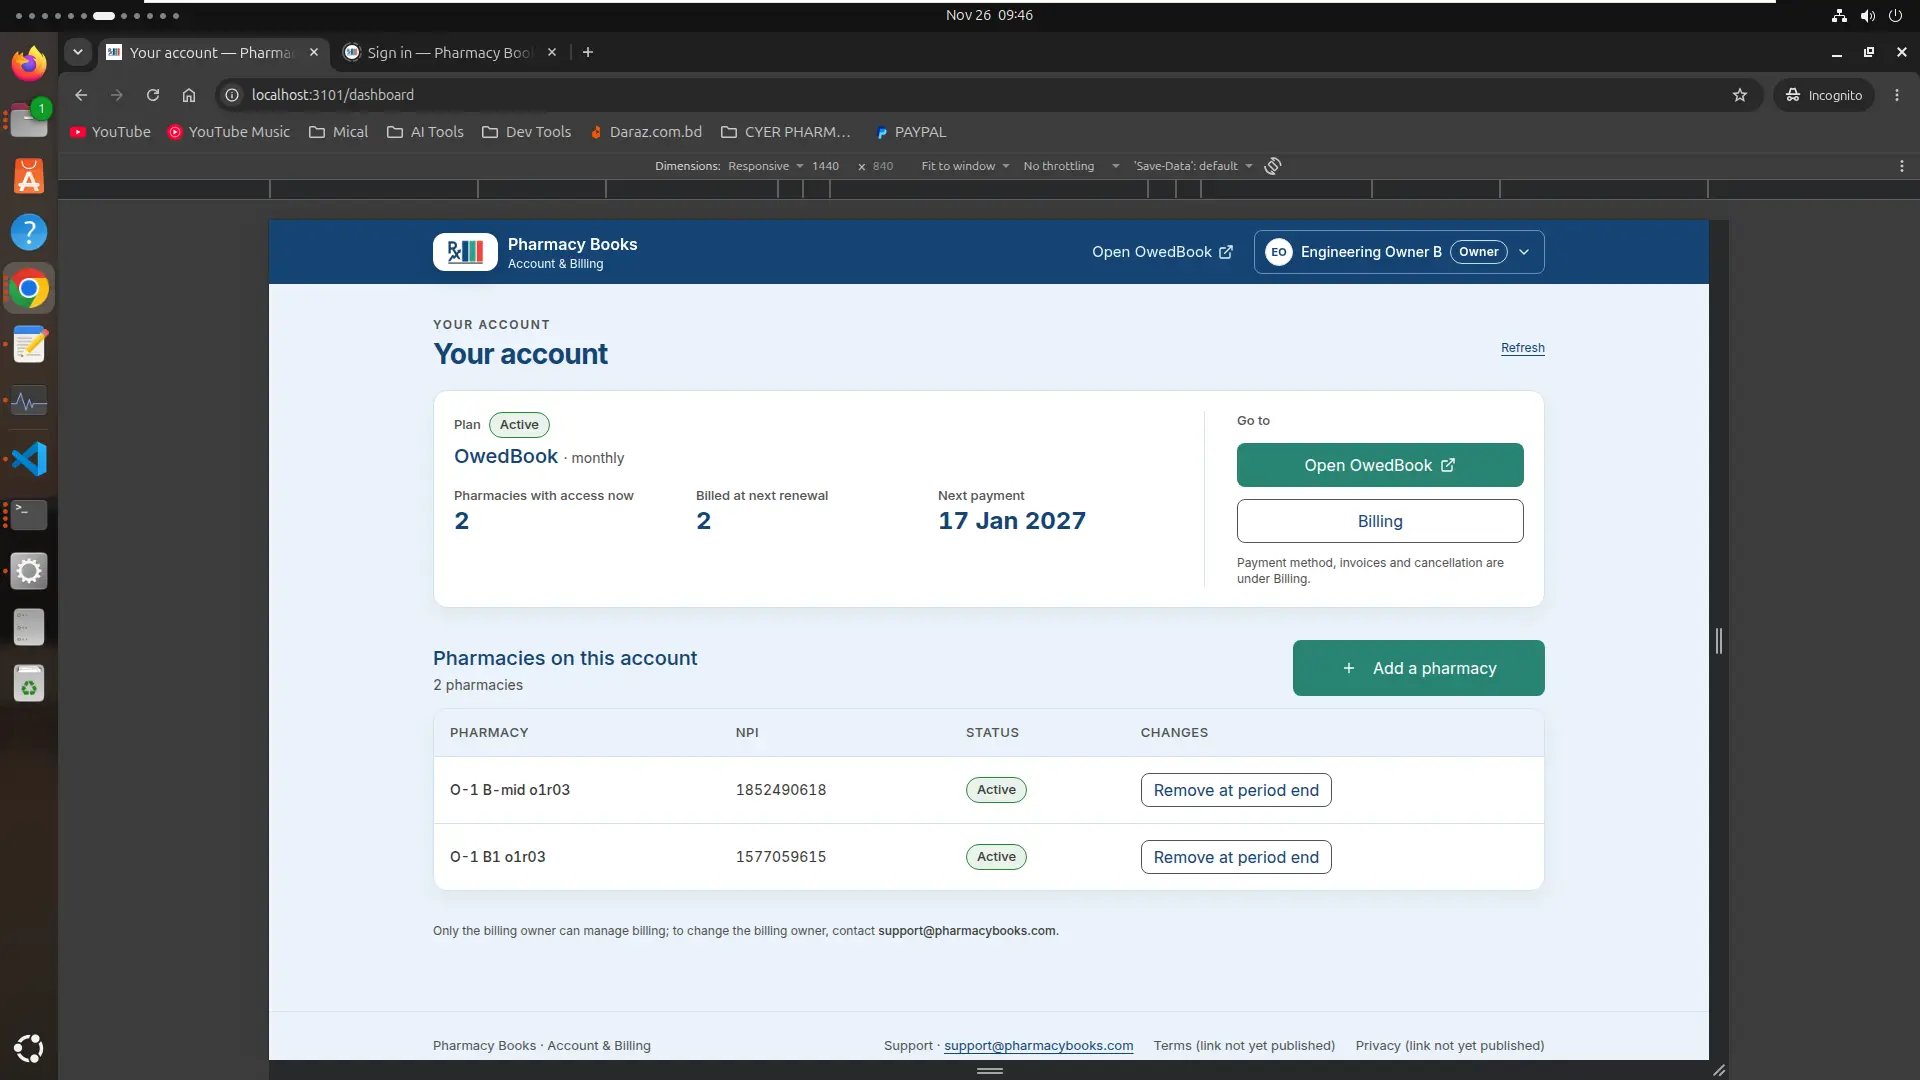 Nov 26 09:46
Your account — Pharma
Sign in — Pharmacy Boo
localhost:3101/dashboard
Incognito
YouTube
YouTube Music
Mical
AI Tools
Dev Tools
Daraz.com.bd
CYER PHARM...
PAYPAL
Dimensions: Responsive 1440 x 840 Fit to window No throttling 'Save-Data': default
1
Pharmacy Books
Account & Billing
Open OwedBook
EO Engineering Owner B Owner
YOUR ACCOUNT
Your account
Refresh
Plan Active
OwedBook · monthly
Pharmacies with access now
2
Billed at next renewal
2
Next payment
17 Jan 2027
Go to
Open OwedBook
Billing
Payment method, invoices and cancellation are
under Billing.
Pharmacies on this account
2 pharmacies
+ Add a pharmacy
PHARMACY NPI STATUS CHANGES
O-1 B-mid o1r03 1852490618 Active Remove at period end
O-1 B1 o1r03 1577059615 Active Remove at period end
Only the billing owner can manage billing; to change the billing owner, contact support@pharmacybooks.com.
Pharmacy Books · Account & Billing
Support · support@pharmacybooks.com Terms (link not yet published) Privacy (link not yet published)